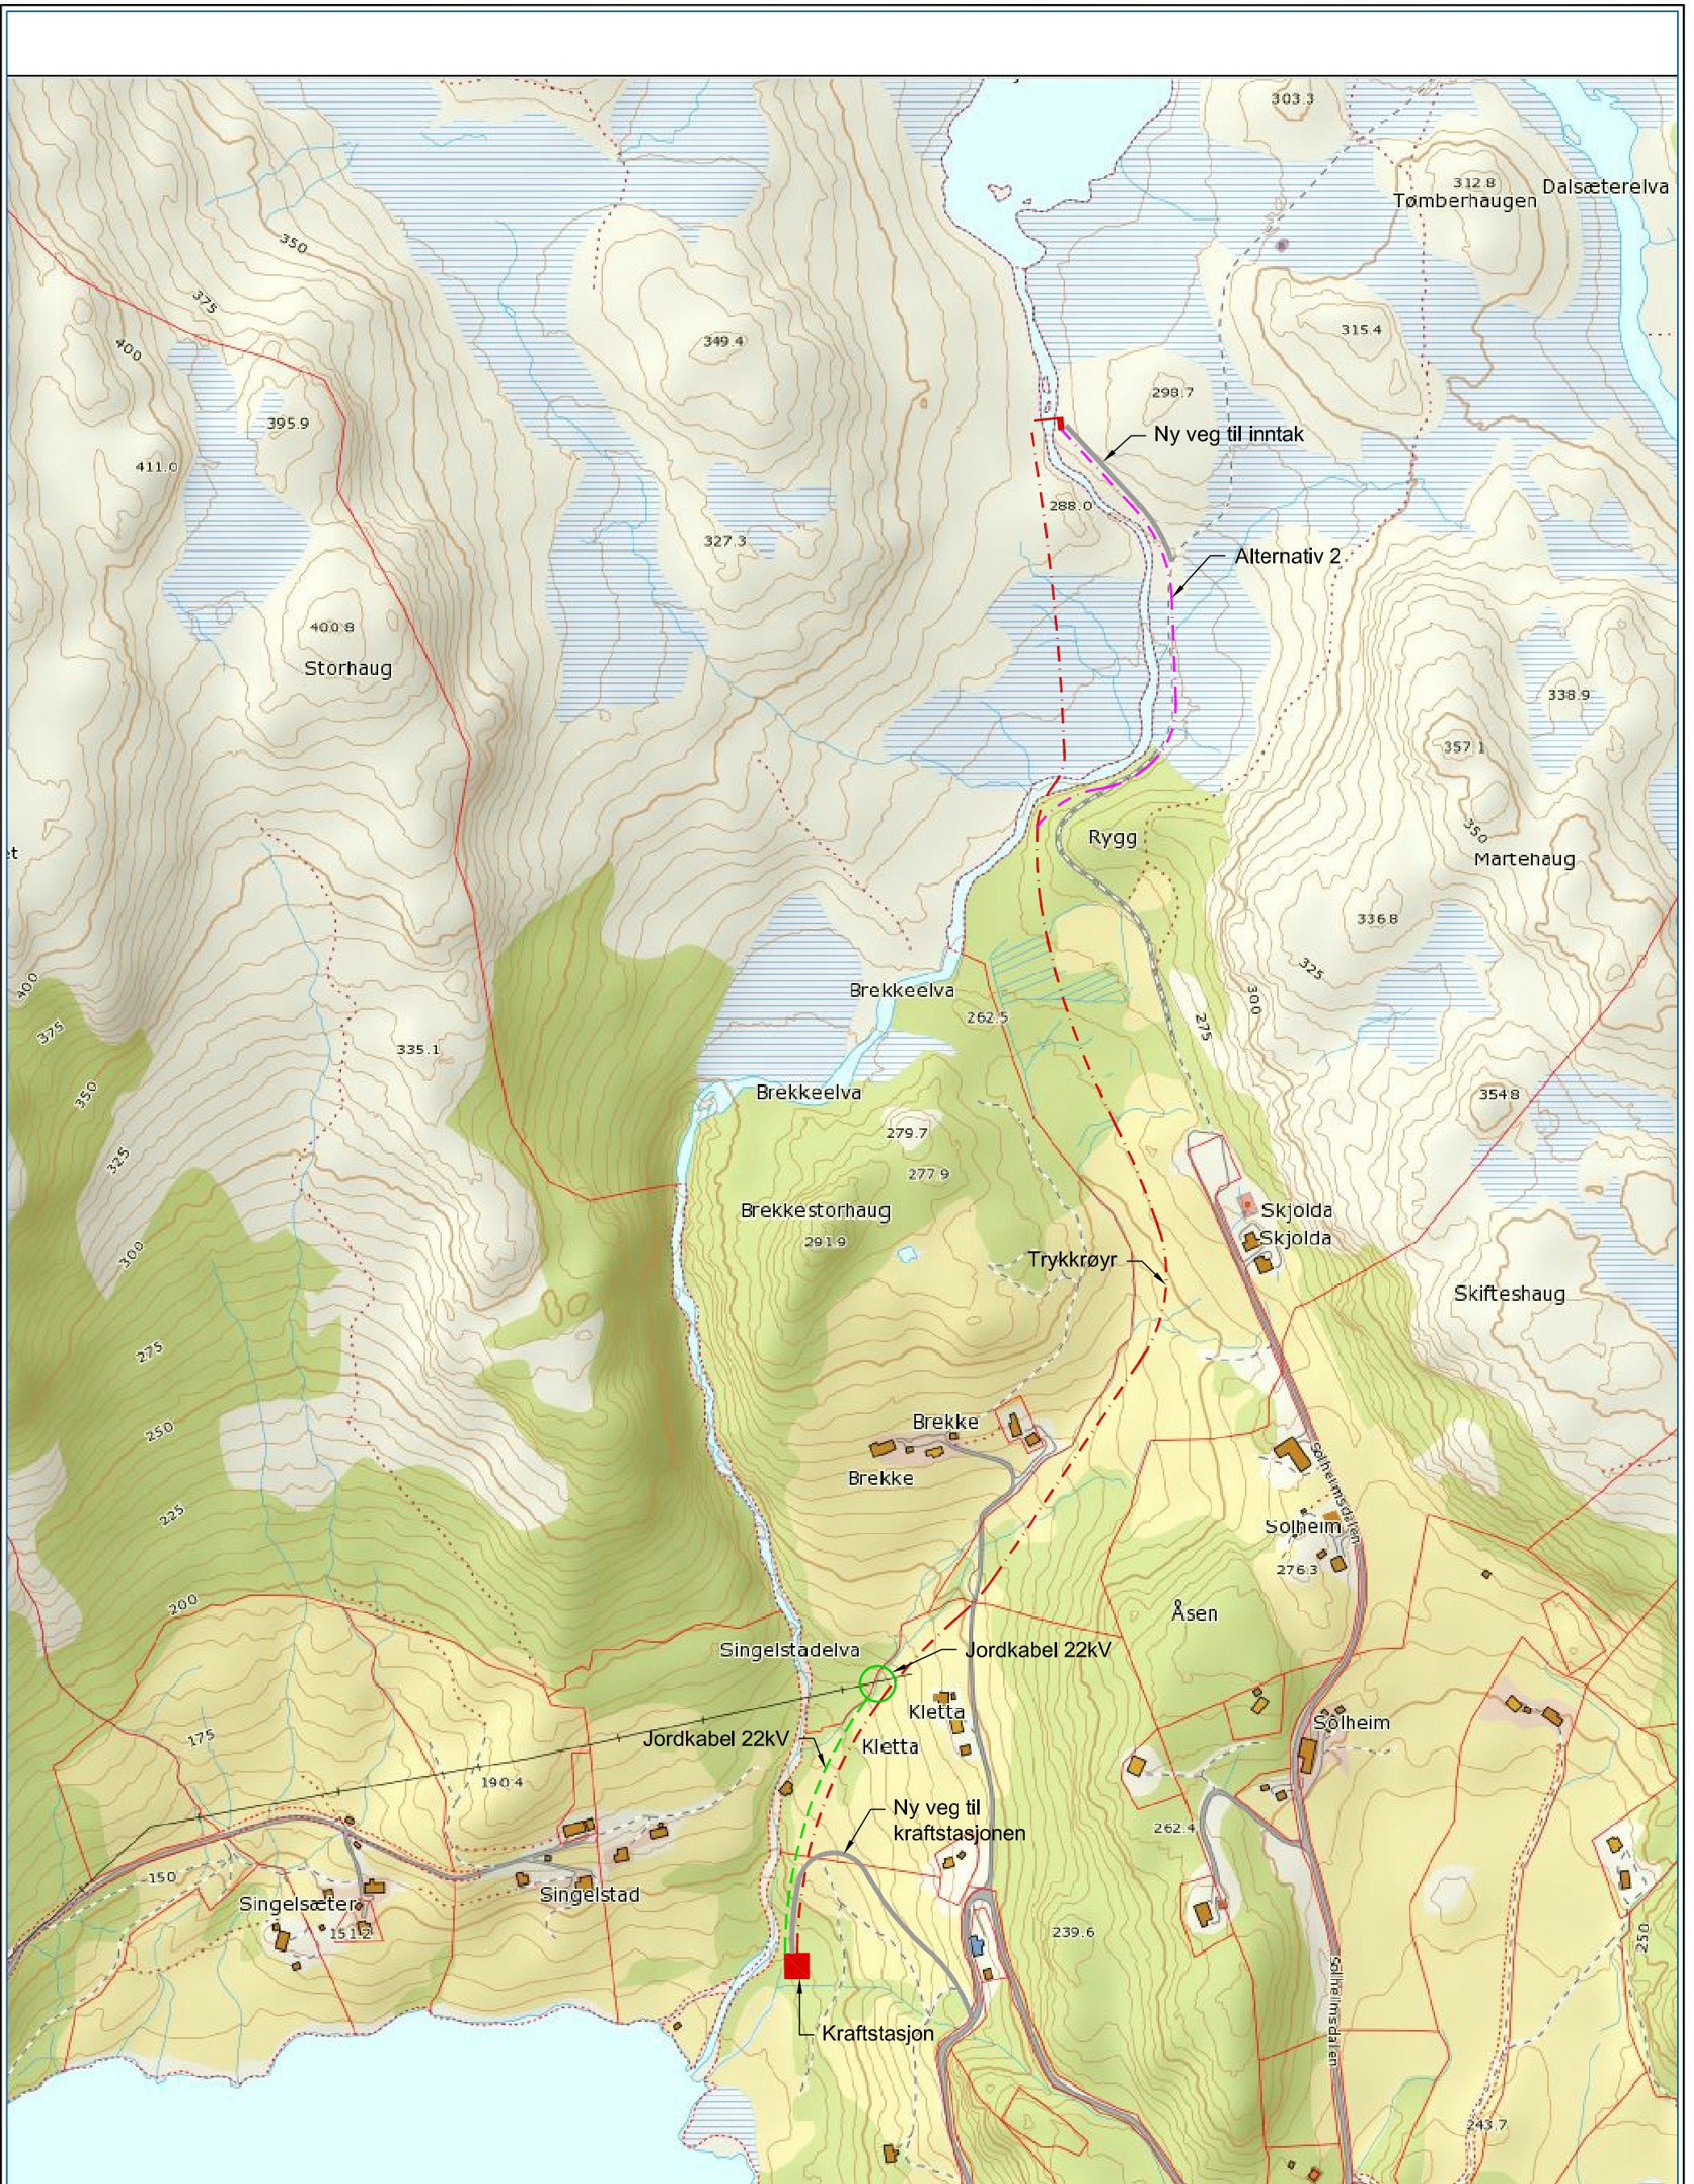 303.3
312.8
Dalsæterelva
Tømberhaugen
350
375
315.4
349.4
400
298.7
395.9
Ny veg til inntak
411.0
288.0
327.3
Alternativ 2
400.8
Storhaug
338.9
357.1
Rygg
350
et
Martehaug
336.8
325
400
Brekkeelva
300
262.5
275
375
335.1
350
Brekkeelva
354.8
279.7
325
277.9
Brekkestorhaug
Skjolda
291.9
Skjolda
300
Trykkrøyr
Skifteshaug
275
Brekke
250
Solheimsdalen
Brekke
225
Solheim
276.3
200
Åsen
Singelstadelva
Jordkabel 22kV
Kletta
Solheim
175
Jordkabel 22kV
Kletta
190.4
Ny veg til
kraftstasjonen
262.4
150
Singelstad
Singelsæter
151.2
239.6
250
Solheimsdalen
Kraftstasjon
243.7